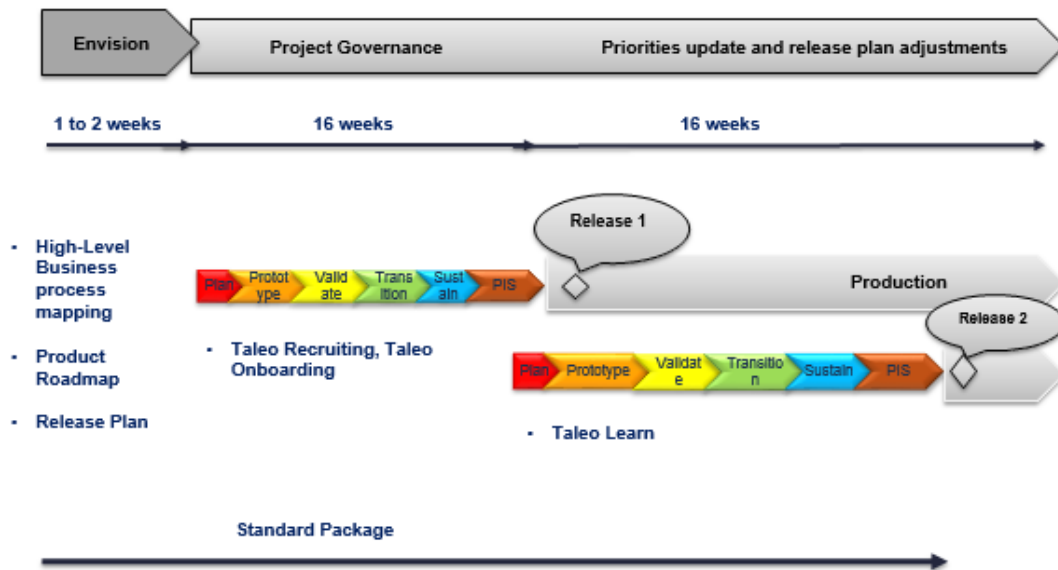 Envision
Project Governance
Priorities update and release plan adjustments
1 to 2 weeks
16 weeks
16 weeks
Release 1
• High-Level
Business
process
mapping
Plan
Protot
ype
Valid
ate
Trans
ition
Sust
ain
PIS
Production
Release 2
• Product
Roadmap
• Taleo Recruiting, Taleo
Onboarding
Plan
Prototype
Validat
e
Transitio
n
Sustain
PIS
• Release Plan
• Taleo Learn
Standard Package